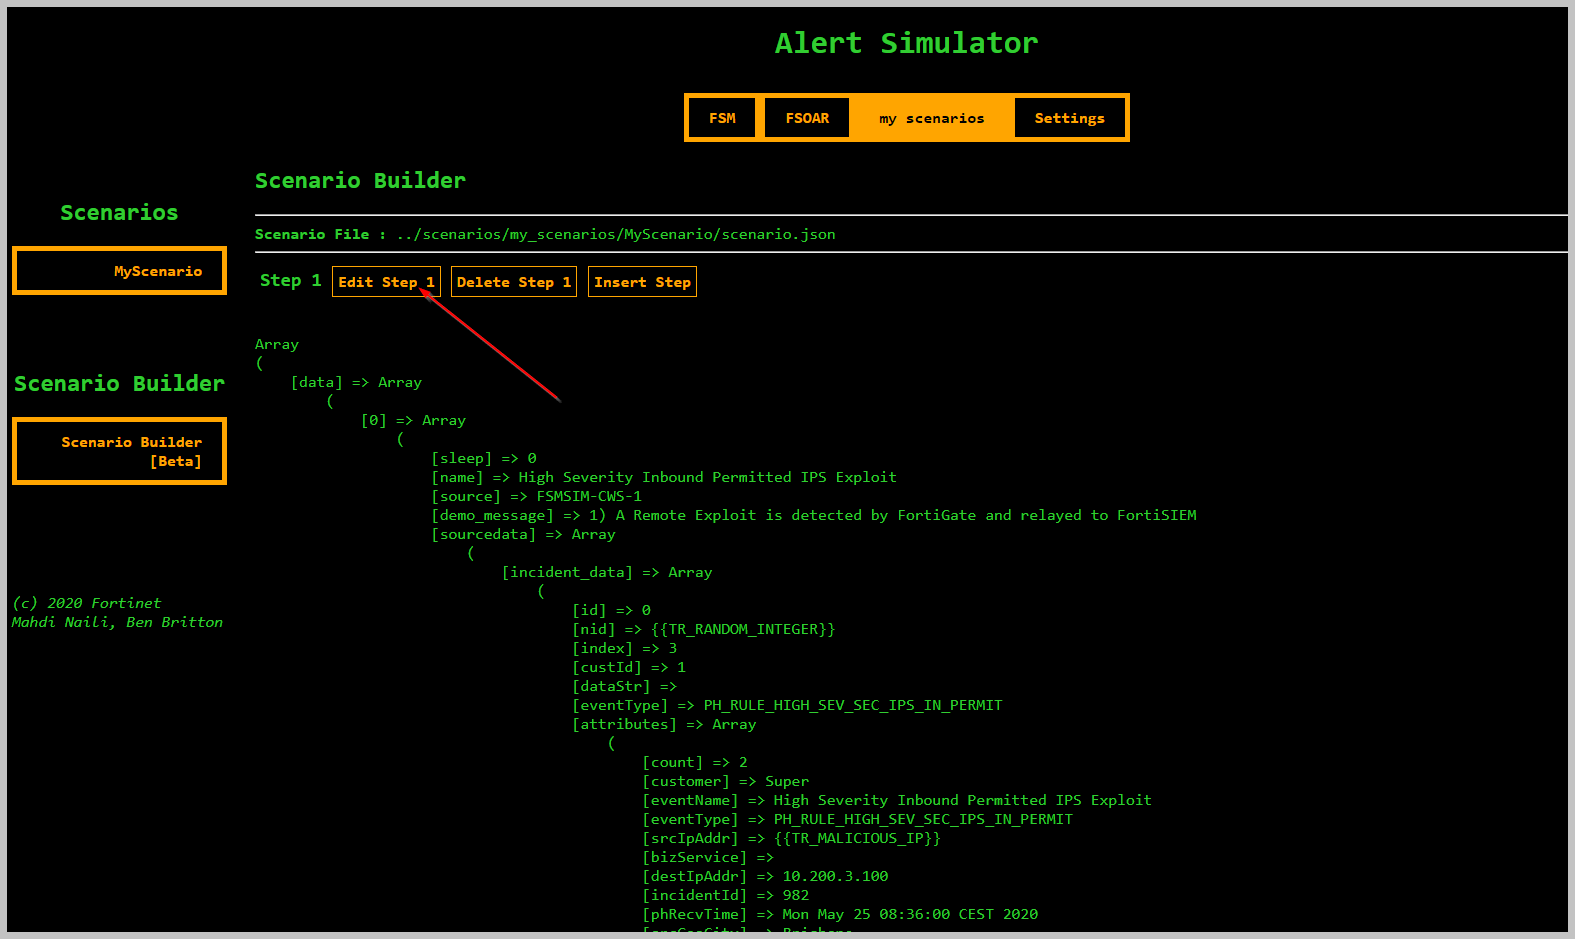 Alert Simulator
FSM FSOAR my scenarios Settings
Scenarios
MyScenario
Scenario Builder
Scenario Builder
[Beta]
(c) 2020 Fortinet
Mahdi Naili, Ben Britton
Scenario Builder
Scenario File : ../scenarios/my_scenarios/MyScenario/scenario.json
Step 1 Edit Step 1 Delete Step 1 Insert Step
Array
(
[data] => Array
(
[0] => Array
(
[sleep] => 0
[name] => High Severity Inbound Permitted IPS Exploit
[source] => FSMSIM-CWS-1
[demo_message] => 1) A Remote Exploit is detected by FortiGate and relayed to FortiSIEM
[sourcedata] => Array
(
[incident_data] => Array
(
[id] => 0
[nid] => {{TR_RANDOM_INTEGER}}
[index] => 3
[custId] => 1
[dataStr] =>
[eventType] => PH_RULE_HIGH_SEV_SEC_IPS_IN_PERMIT
[attributes] => Array
(
[count] => 2
[customer] => Super
[eventName] => High Severity Inbound Permitted IPS Exploit
[eventType] => PH_RULE_HIGH_SEV_SEC_IPS_IN_PERMIT
[srcIpAddr] => {{TR_MALICIOUS_IP}}
[bizService] =>
[destIpAddr] => 10.200.3.100
[incidentId] => 982
[phRecvTime] => Mon May 25 08:36:00 CEST 2020